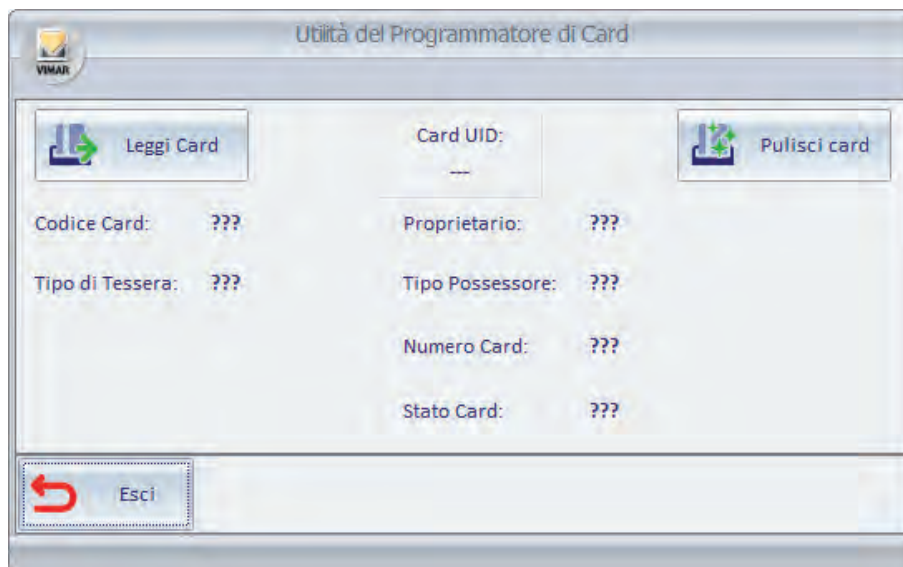 Utilità del Programmatore di Card
VIMAR
Leggi Card
Card UID:
---
Pulisci card
Codice Card: ???
Proprietario: ???
Tipo di Tessera: ???
Tipo Possessore: ???
Numero Card: ???
Stato Card: ???
Esci